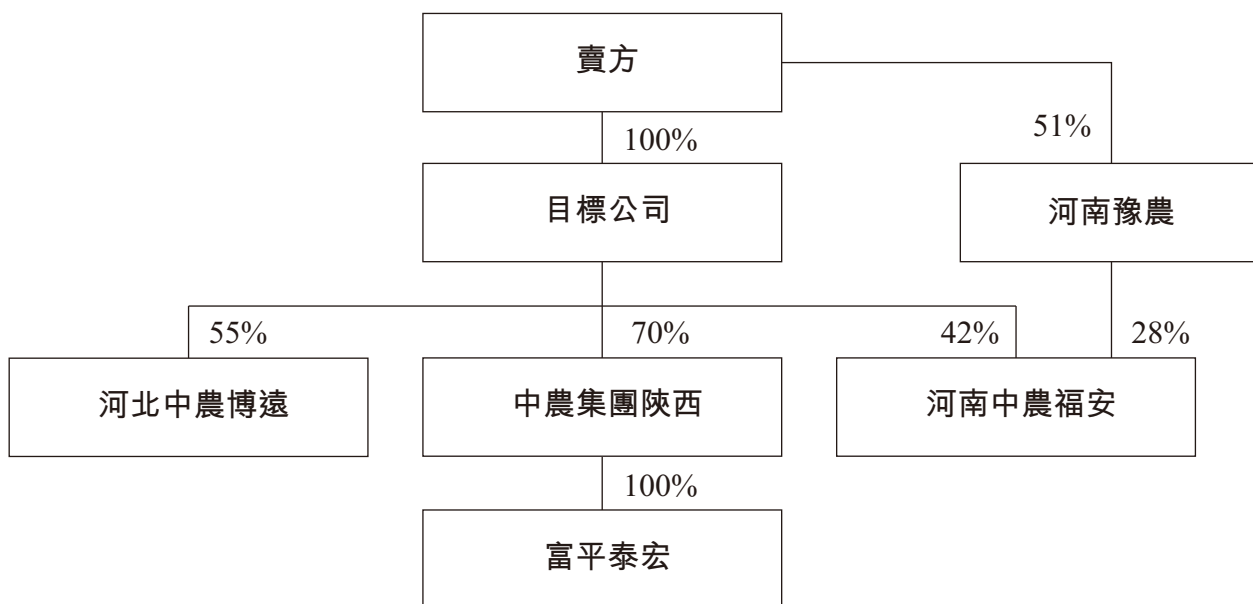 賣方
100%
51%
目標公司
河南豫農
55%
70%
42%
28%
河北中農博遠
中農集團陝西
河南中農福安
100%
富平泰宏